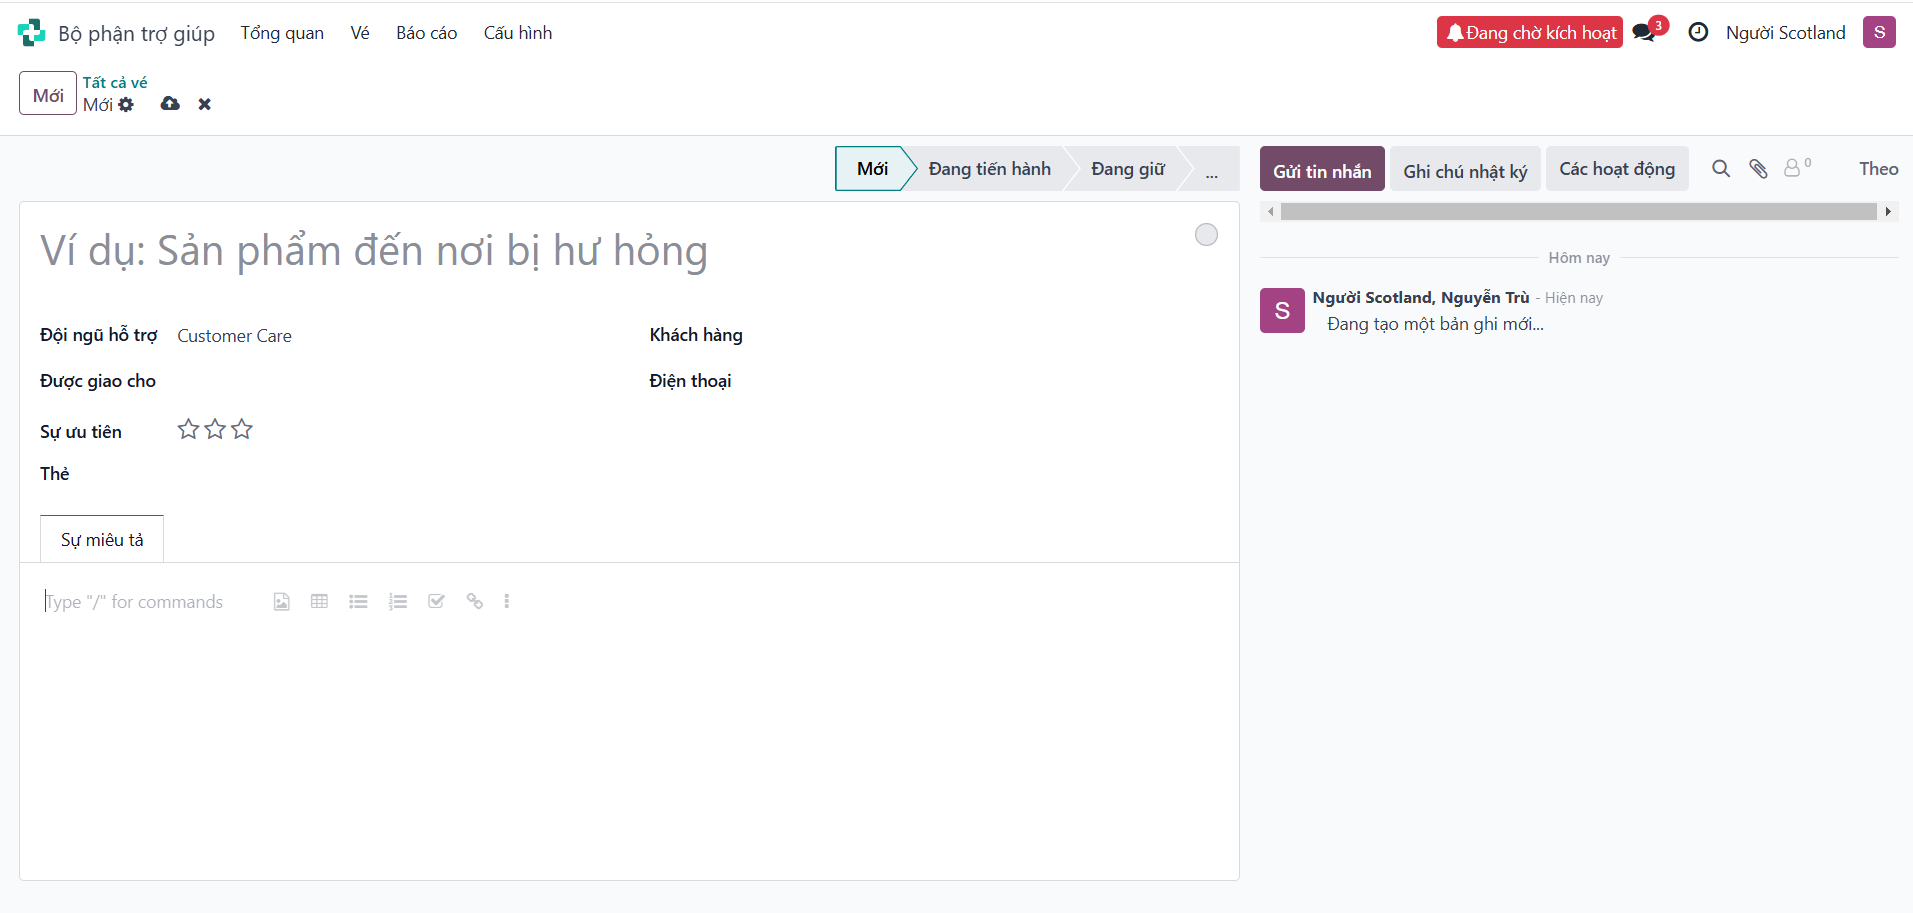 Bộ phận trợ giúp Tổng quan Vé Báo cáo Cấu hình Đang chờ kích hoạt 3 Người Scotland S
Mới Tất cả vé
Mới
Mới Đang tiến hành Đang giữ ... Gửi tin nhắn Ghi chú nhật ký Các hoạt động 0 Theo
Ví dụ: Sản phẩm đến nơi bị hư hỏng
Hôm nay
S Người Scotland, Nguyễn Trù - Hiện nay
Đang tạo một bản ghi mới...
Đội ngũ hỗ trợ Customer Care Khách hàng
Được giao cho Điện thoại
Sự ưu tiên
Thẻ
Sự miêu tả
Type "/" for commands